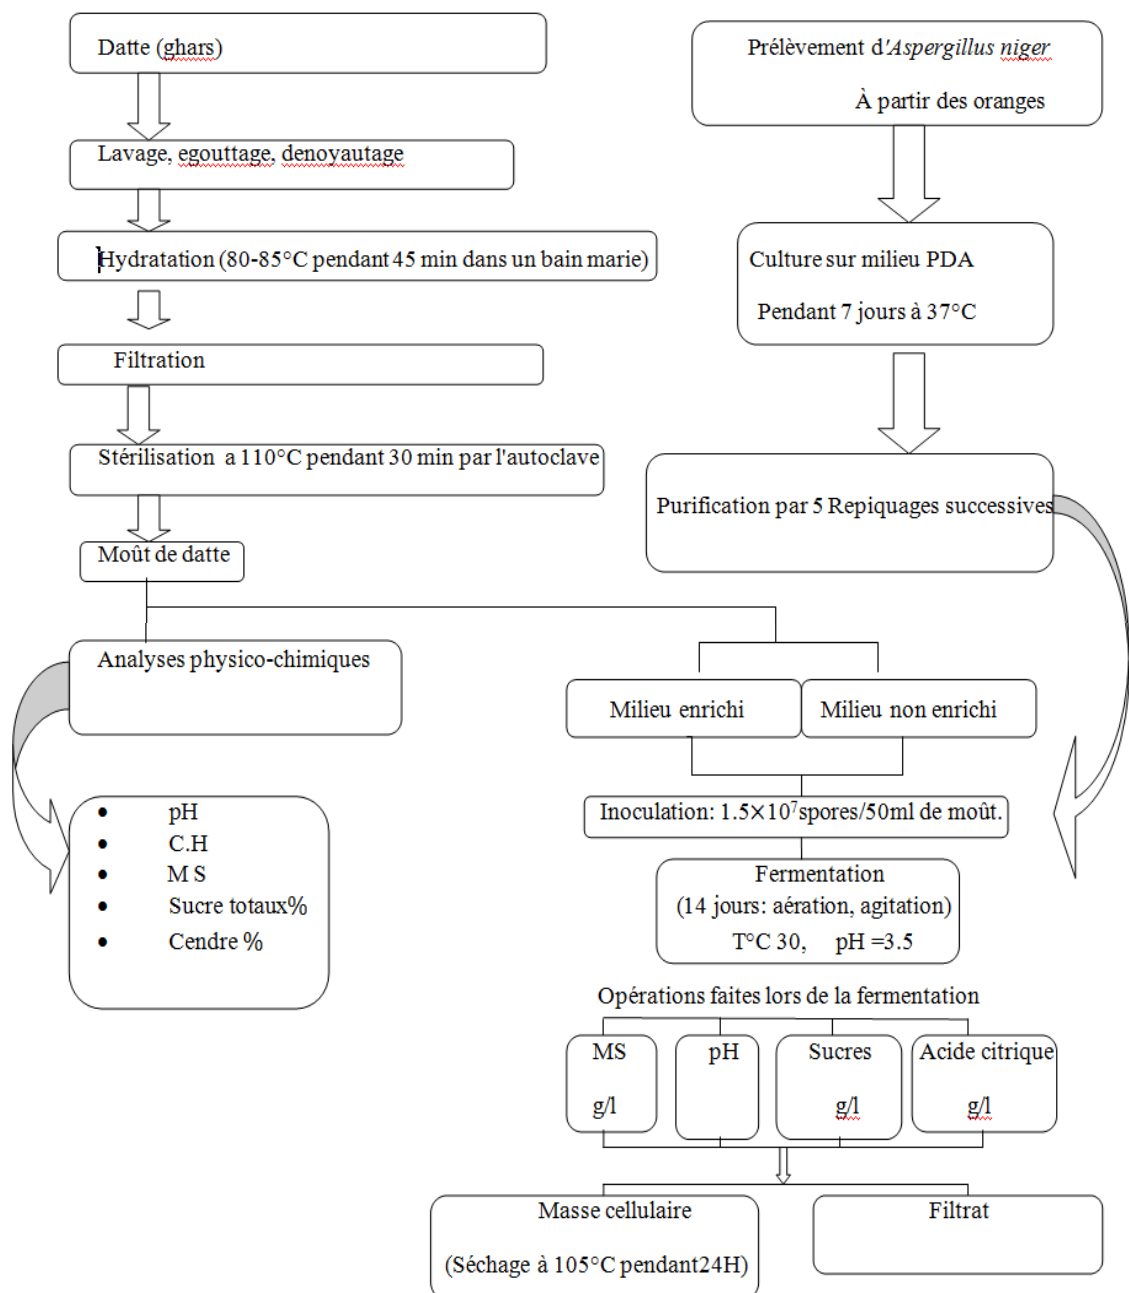 Datte (ghars)
Lavage, egouttage, denoyautage
Hydratation (80-85°C pendant 45 min dans un bain marie)
Filtration
Stérilisation a 110°C pendant 30 min par l'autoclave
Moût de datte
Analyses physico-chimiques
• pH
• C.H
• M S
• Sucre totaux%
• Cendre %
Prélèvement d'Aspergillus niger
À partir des oranges
Culture sur milieu PDA
Pendant 7 jours à 37°C
Purification par 5 Repiquages successives
Milieu enrichi
Milieu non enrichi
Inoculation: 1.5×10⁷spores/50ml de moût.
Fermentation
(14 jours: aération, agitation)
T°C 30, pH =3.5
Opérations faites lors de la fermentation
MS
g/l
pH
Sucres
g/l
Acide citrique
g/l
Masse cellulaire
(Séchage à 105°C pendant24H)
Filtrat